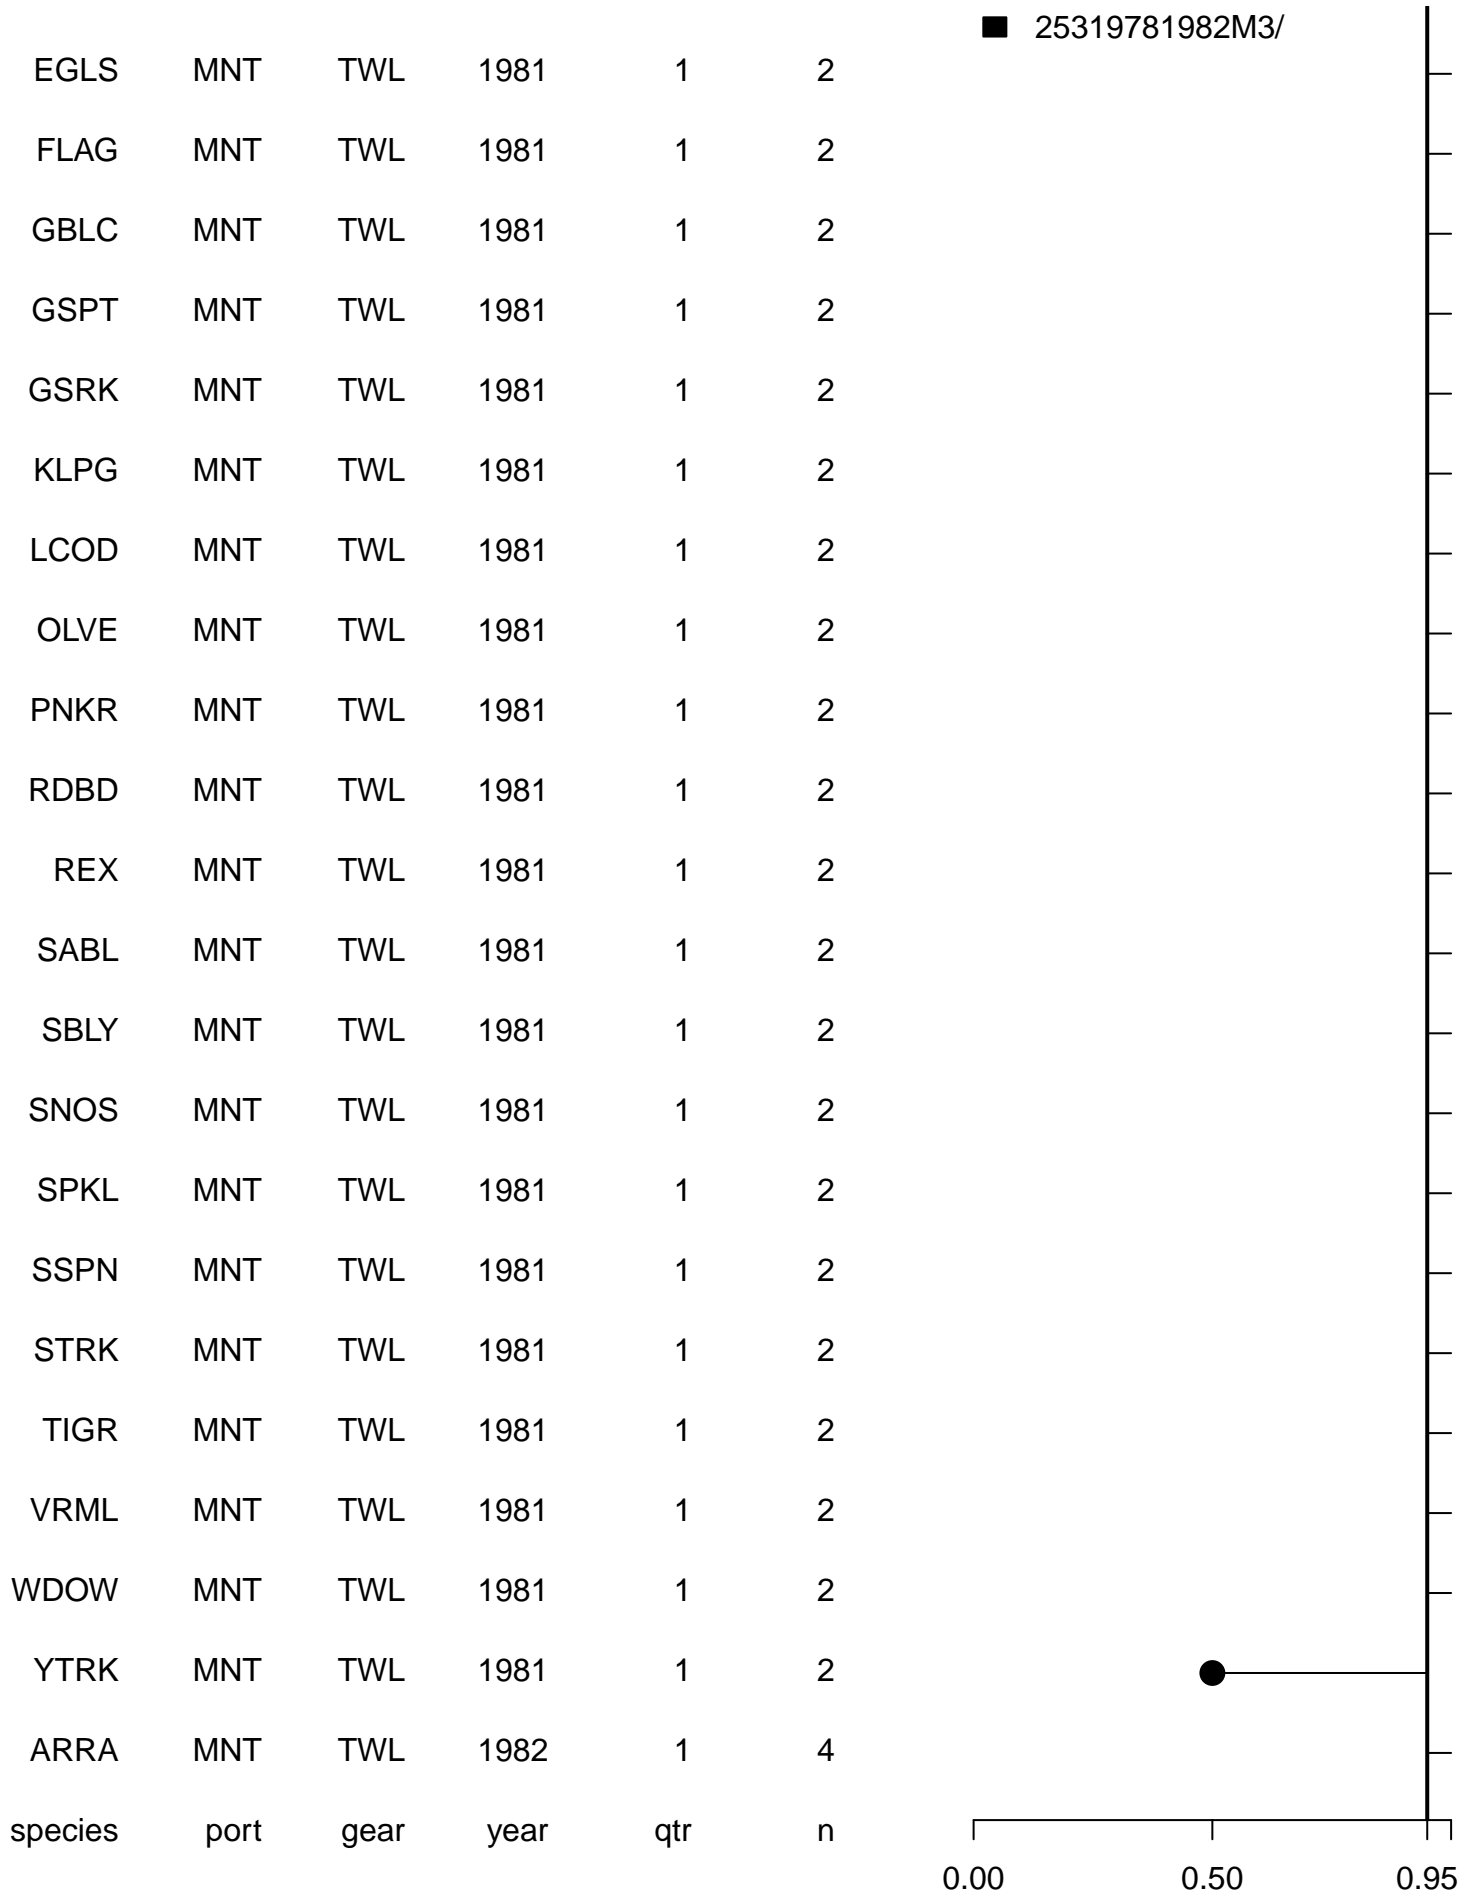 25319781982M3/
EGLS MNT TWL 1981 1 2
FLAG MNT TWL 1981 1 2
GBLC MNT TWL 1981 1 2
GSPT MNT TWL 1981 1 2
GSRK MNT TWL 1981 1 2
KLPG MNT TWL 1981 1 2
LCOD MNT TWL 1981 1 2
OLVE MNT TWL 1981 1 2
PNKR MNT TWL 1981 1 2
RDBD MNT TWL 1981 1 2
REX MNT TWL 1981 1 2
SABL MNT TWL 1981 1 2
SBLY MNT TWL 1981 1 2
SNOS MNT TWL 1981 1 2
SPKL MNT TWL 1981 1 2
SSPN MNT TWL 1981 1 2
STRK MNT TWL 1981 1 2
TIGR MNT TWL 1981 1 2
VRML MNT TWL 1981 1 2
WDOW MNT TWL 1981 1 2
YTRK MNT TWL 1981 1 2
ARRA MNT TWL 1982 1 4
species port gear year qtr n
0.00 0.50 0.95